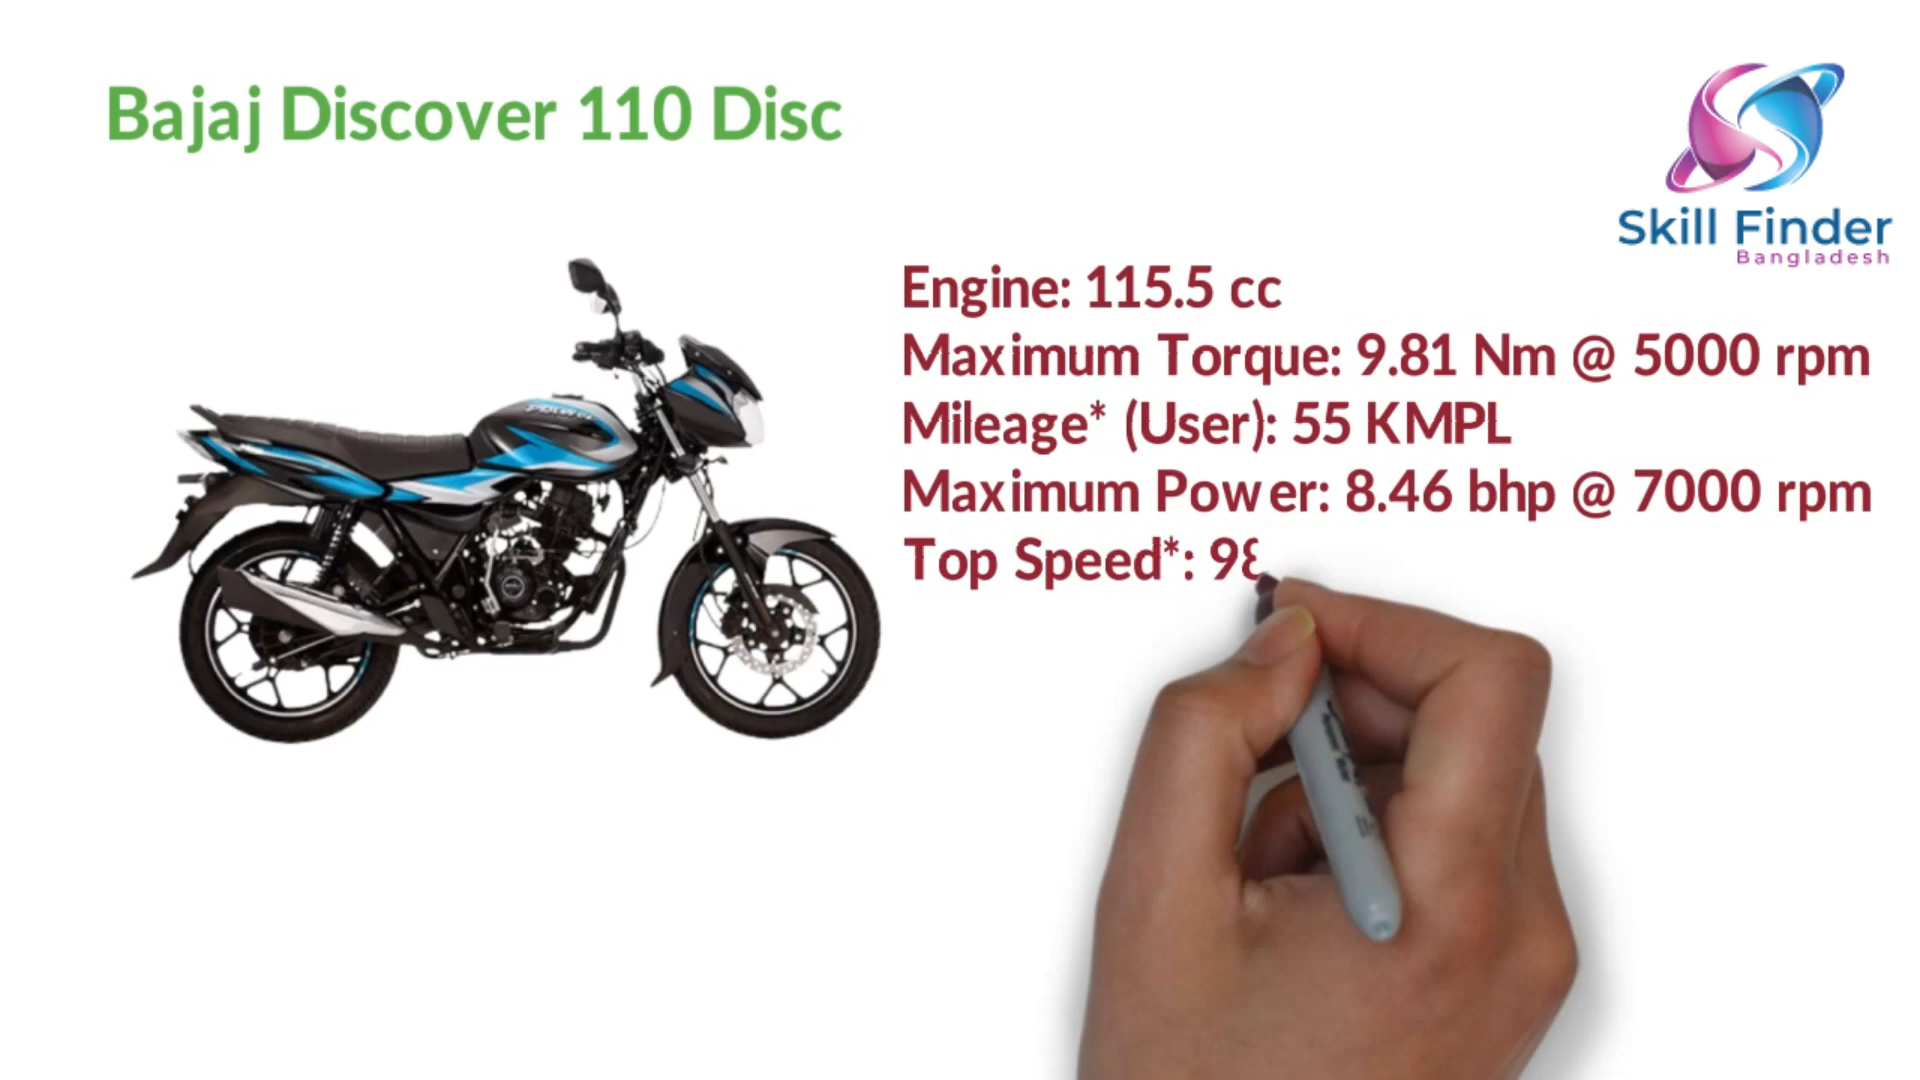 Bajaj Discover 110 Disc
Skill Finder
Bangladesh
Engine: 115.5 cc
Maximum Torque: 9.81 Nm @ 5000 rpm
Mileage* (User): 55 KMPL
Maximum Power: 8.46 bhp @ 7000 rpm
Top Speed*: 9